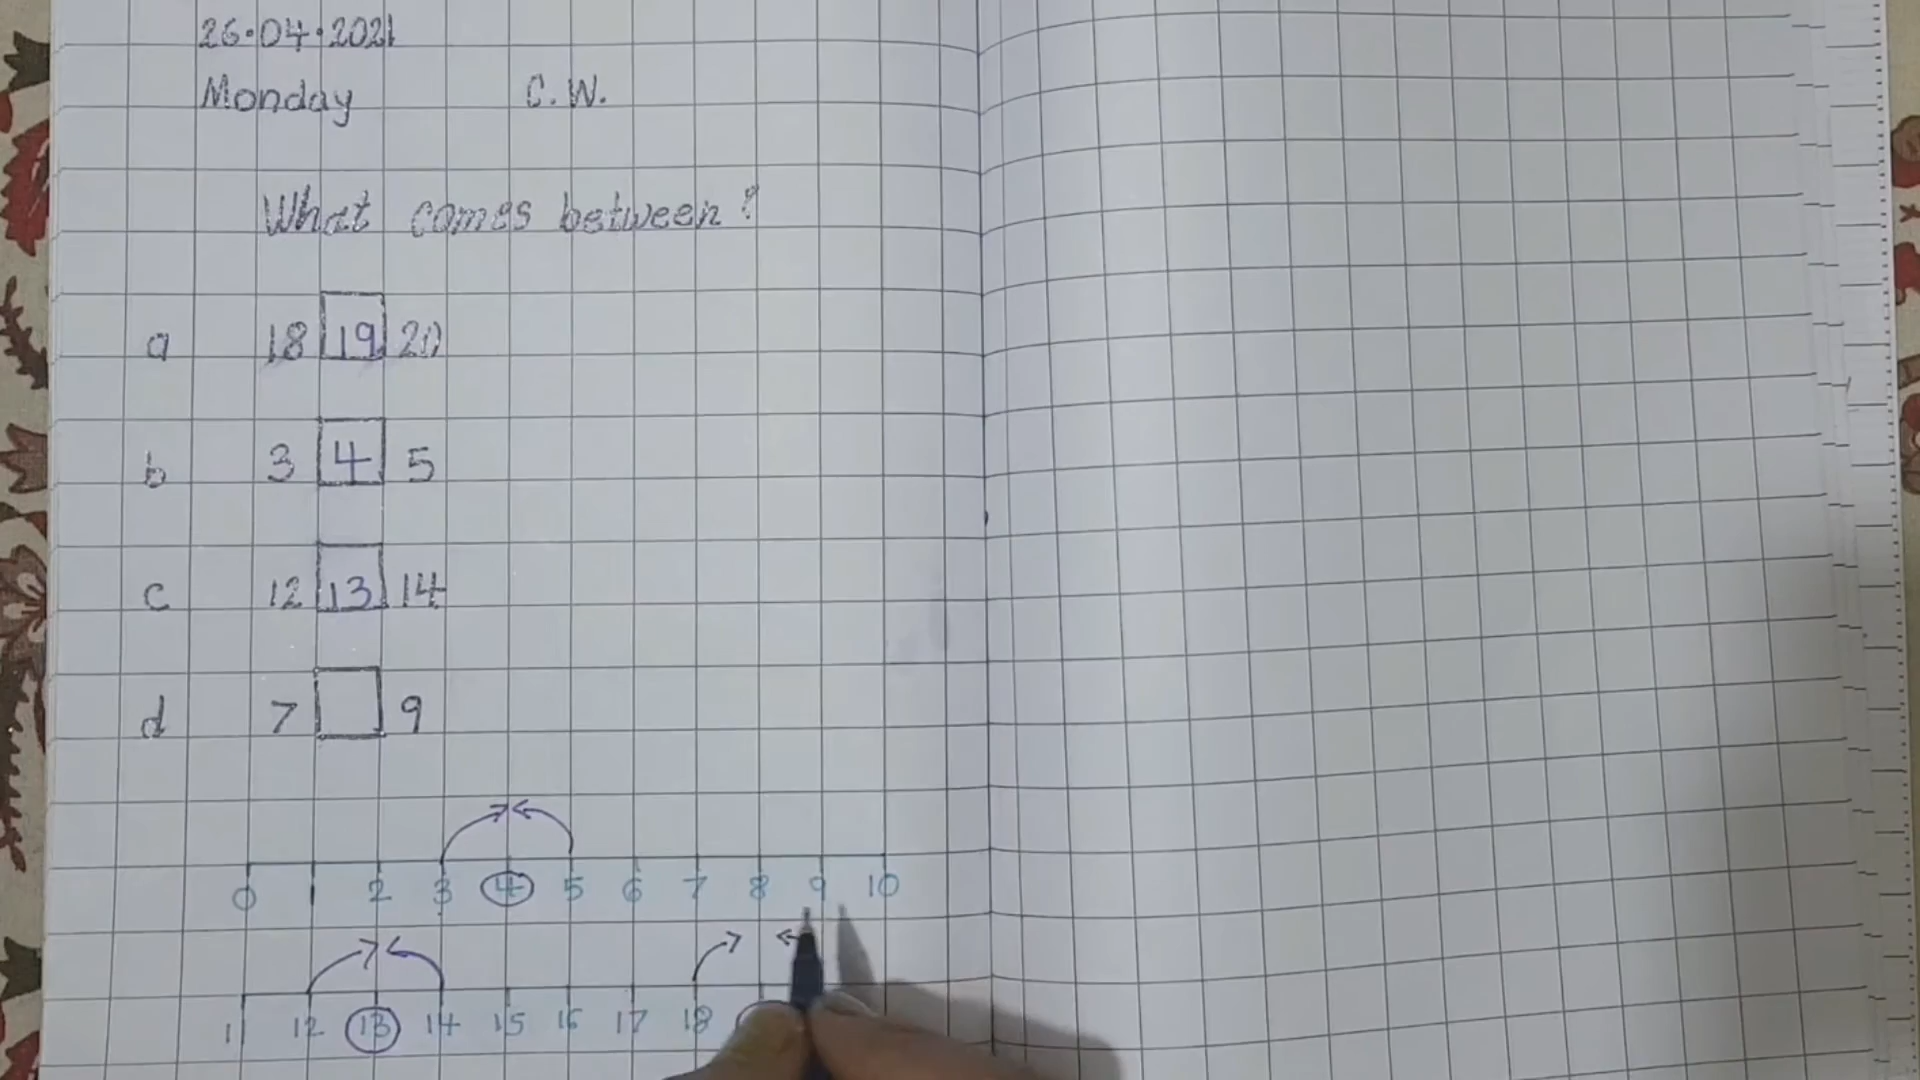 26.04.2021
Monday C.W.
What comes between?
a 18 19 20
b 3 4 5
c 12 13 14
d 7 9
0 1 2 3 4 5 6 7 8 9 10
11 12 13 14 15 16 17 18